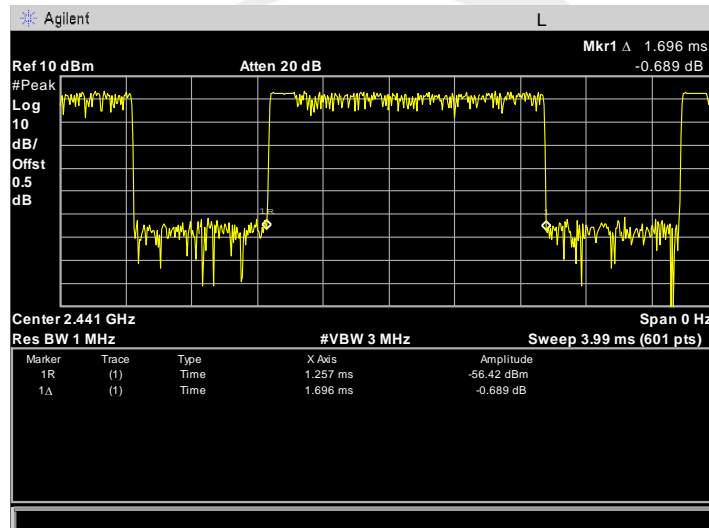 Agilent L
Mkr1 Δ 1.696 ms
Ref 10 dBm Atten 20 dB -0.689 dB
#Peak
Log
10
dB/
Offst
0.5
dB
1R
Center 2.441 GHz Span 0 Hz
Res BW 1 MHz #VBW 3 MHz Sweep 3.99 ms (601 pts)
Marker Trace Type X Axis Amplitude
1R (1) Time 1.257 ms -56.42 dBm
1Δ (1) Time 1.696 ms -0.689 dB